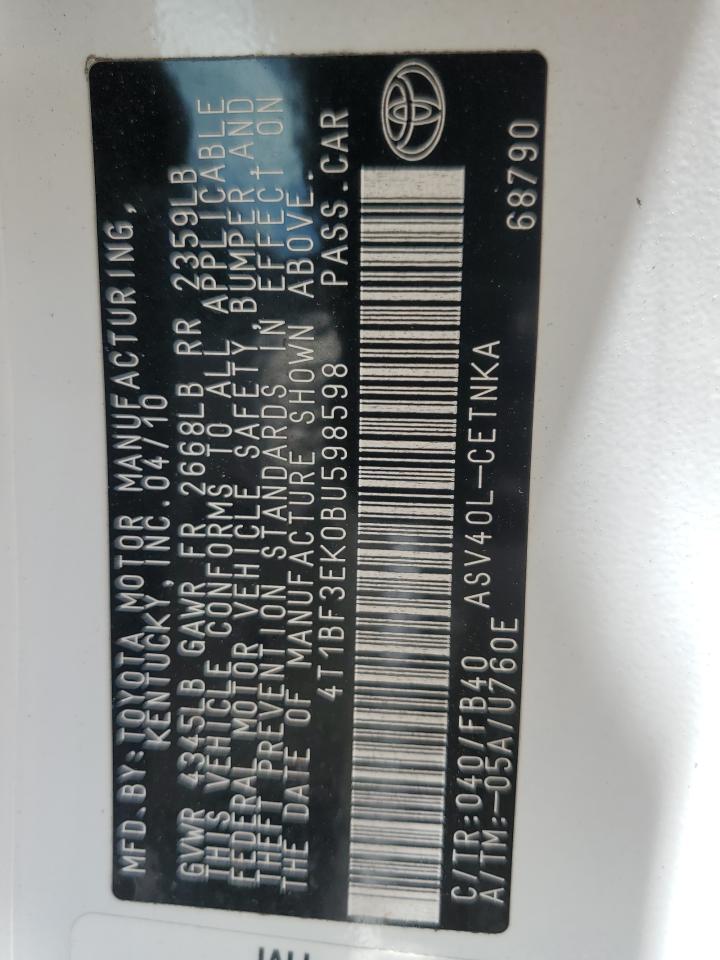 MFD.BY:TOYOTA MOTOR MANUFACTURING,
KENTUCKY, INC.04/10
GVWR 4345LB GAWR FR 2668LB RR 2359LB
THIS VEHICLE CONFORMS TO ALL APPLICABLE
FEDERAL MOTOR VEHICLE SAFETY, BUMPER AND
THEFT PREVENTION STANDARDS IN EFFECT ON
THE DATE OF MANUFACTURE SHOWN ABOVE.
4T1BF3EK0BU598598 PASS.CAR
C/TR:040/FB40 ASV40L-CETNKA 68790
A/TM:-05A/U760E